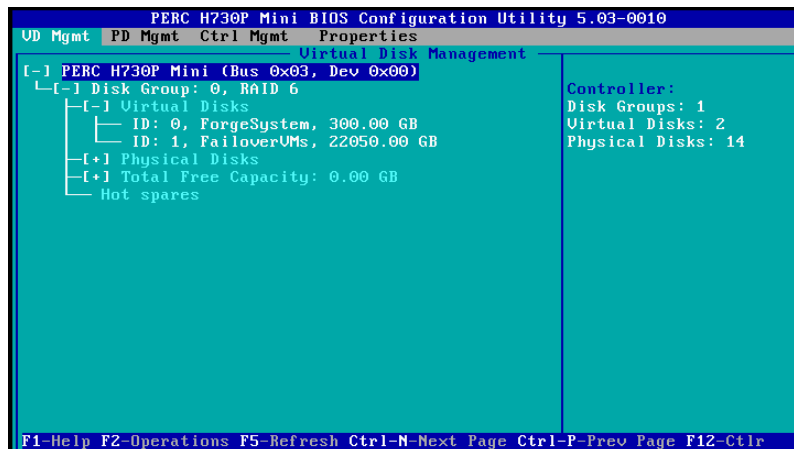 PERC H730P Mini BIOS Configuration Utility 5.03-0010
VD Mgmt PD Mgmt Ctrl Mgmt Properties
Virtual Disk Management
[-] PERC H730P Mini (Bus 0x03, Dev 0x00)
[-] Disk Group: 0, RAID 6
Controller:
[-] Virtual Disks
Disk Groups: 1
ID: 0, ForgeSystem, 300.00 GB
Virtual Disks: 2
ID: 1, FailoverVMs, 22050.00 GB
Physical Disks: 14
[+] Physical Disks
[+] Total Free Capacity: 0.00 GB
Hot spares
F1-Help F2-Operations F5-Refresh Ctrl-N-Next Page Ctrl-P-Prev Page F12-Ctlr